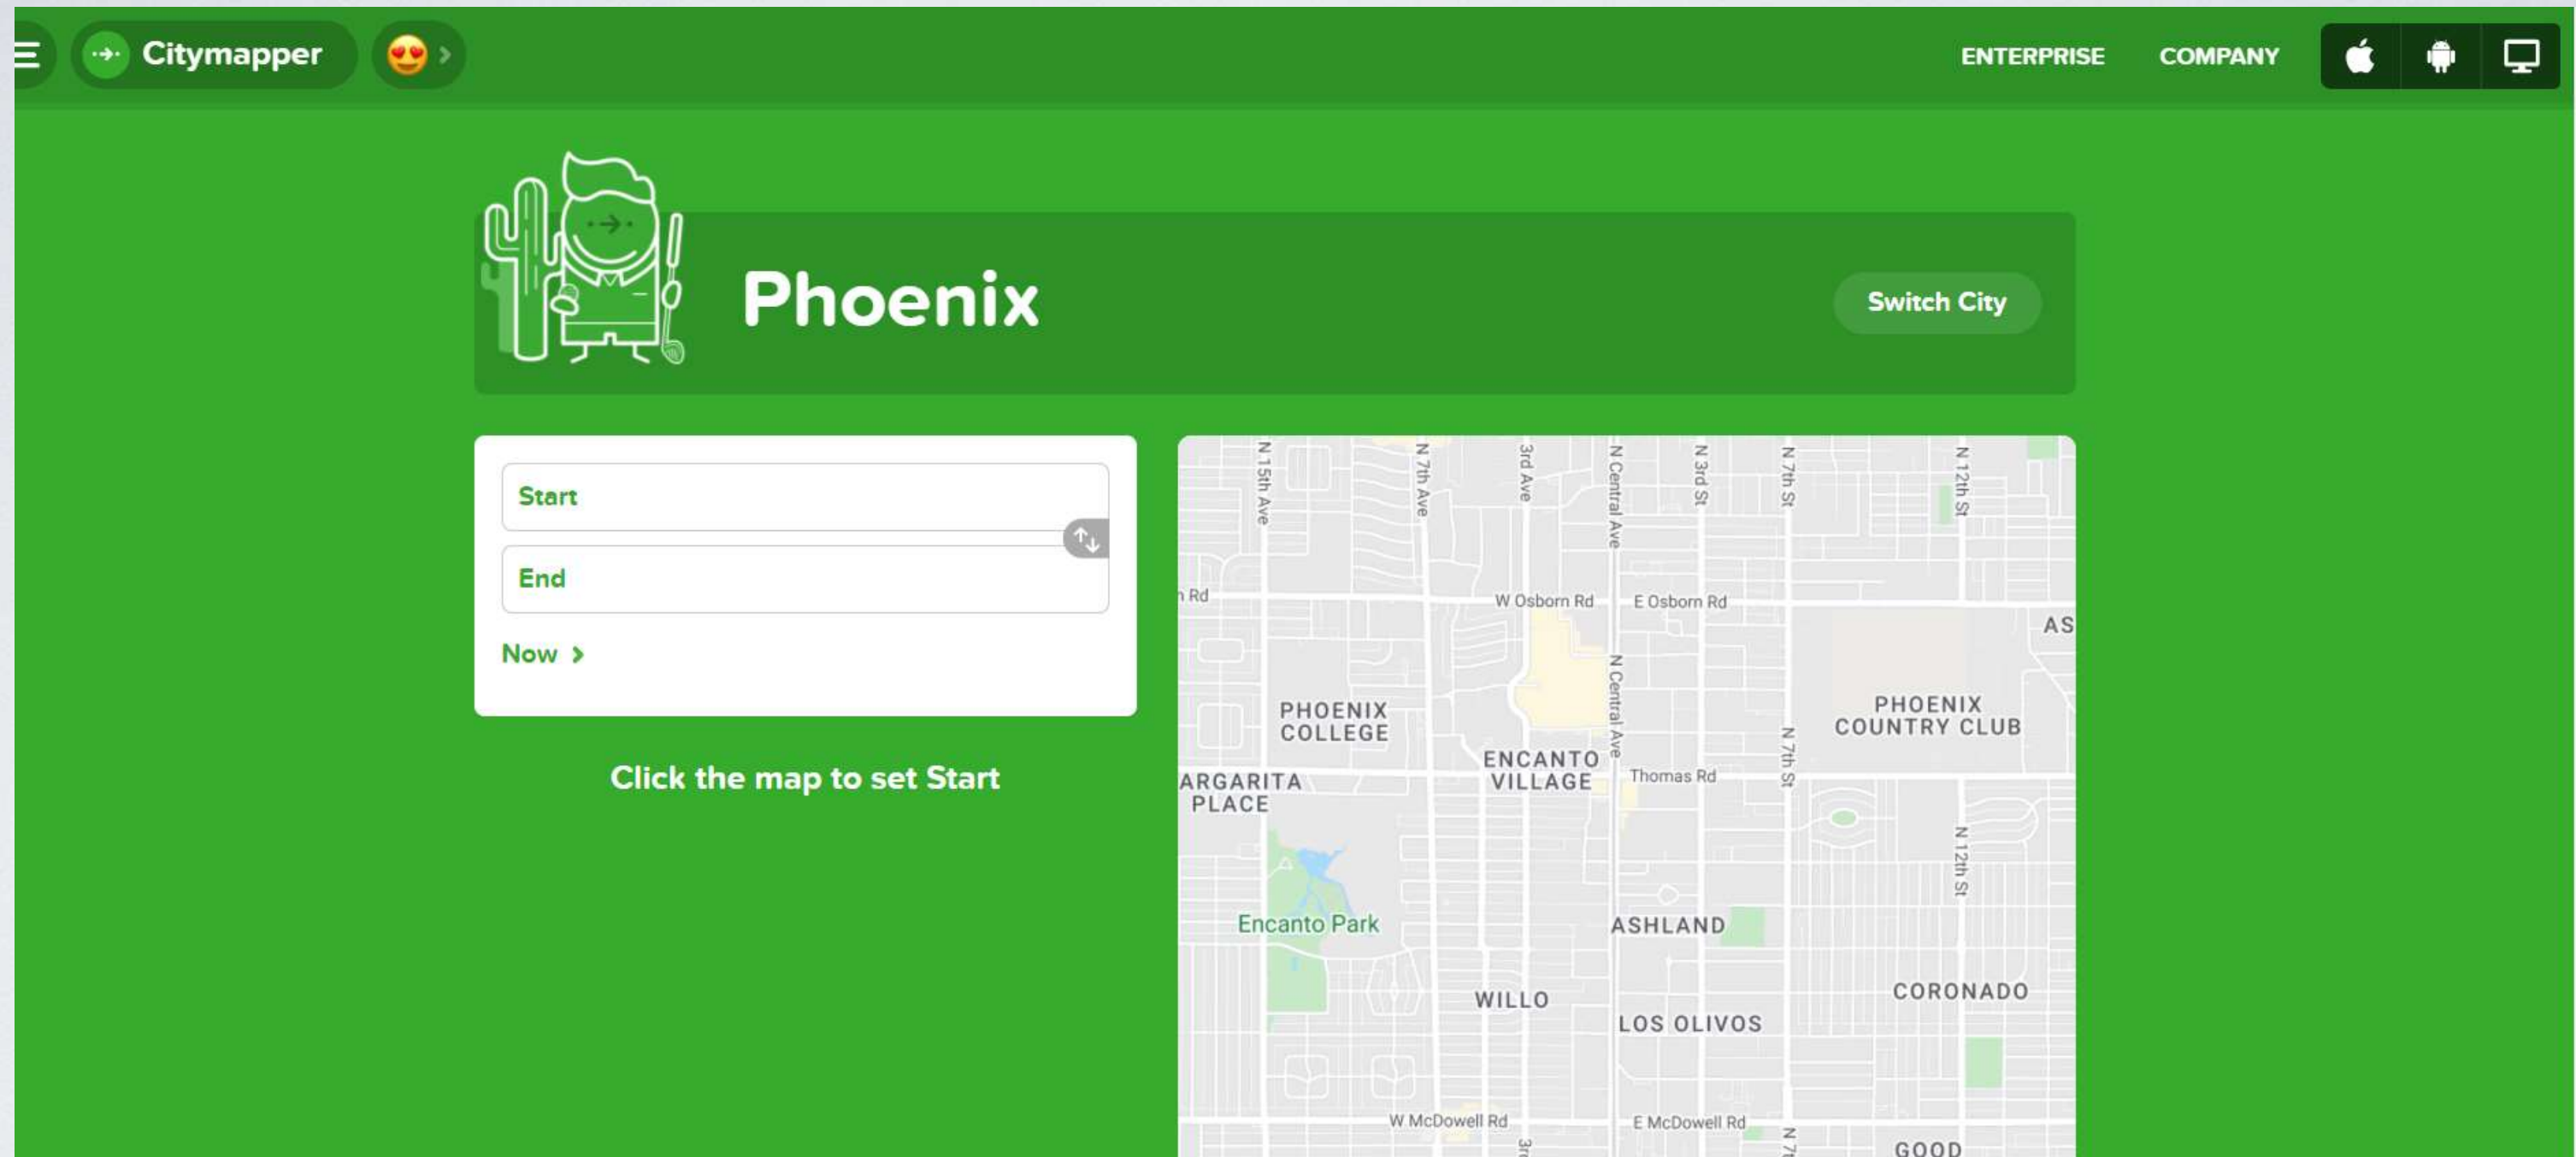 Citymapper
ENTERPRISE
COMPANY
Phoenix
Switch City
Start
End
Now
Click the map to set Start
N 15th Ave
N 7th Ave
3rd Ave
N Central Ave
N 3rd St
N 7th St
N 12th St
Rd
W Osborn Rd
E Osborn Rd
AS
N Central Ave
PHOENIX
COLLEGE
PHOENIX
COUNTRY CLUB
ENCANTO
VILLAGE
Thomas Rd
N 7th St
ARGARITA
PLACE
N 12th St
Encanto Park
ASHLAND
WILLO
CORONADO
LOS OLIVOS
W McDowell Rd
E McDowell Rd
GOOD